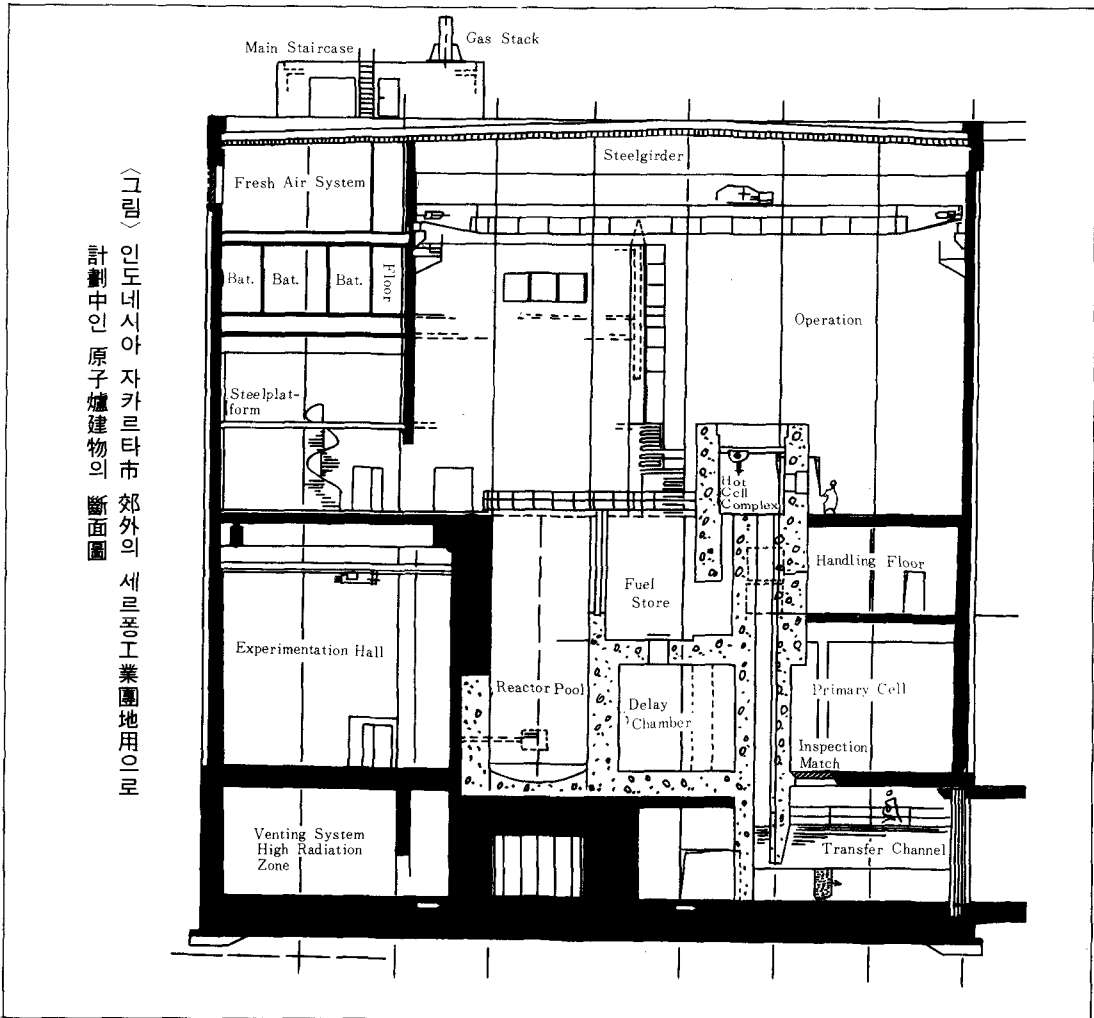 Main Staircase
Gas Stack
Steelgirder
Fresh Air System
Bat.
Bat.
Bat.
Floor
Operation
Steelplat-
form
Hot
Cell
Complex
Handling Floor
Fuel
Store
Experimentation Hall
Reactor Pool
Delay
Chamber
Primary Cell
Inspection
Match
Venting System
High Radiation
Zone
Transfer Channel
〈그림〉 인도네시아 자카르타市 郊外의 세르퐁工業團地用으로
計劃中인 原子爐建物의 斷面圖